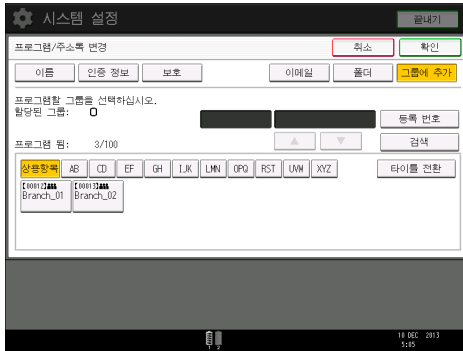 시스템 설정 끝내기
프로그램/주소록 변경 취소 확인
이름 인증 정보 보호 이메일 폴더 그룹에 추가
프로그램할 그룹을 선택하십시오.
할당된 그룹: 0
등록 번호
프로그램 됨: 3/100 ▲ ▼ 검색
상용항목 AB CD EF GH IJK LMN OPQ RST UVW XYZ 타이틀 전환
[00012] [00013]
Branch_01 Branch_02
1 2
10 DEC 2013
5:05